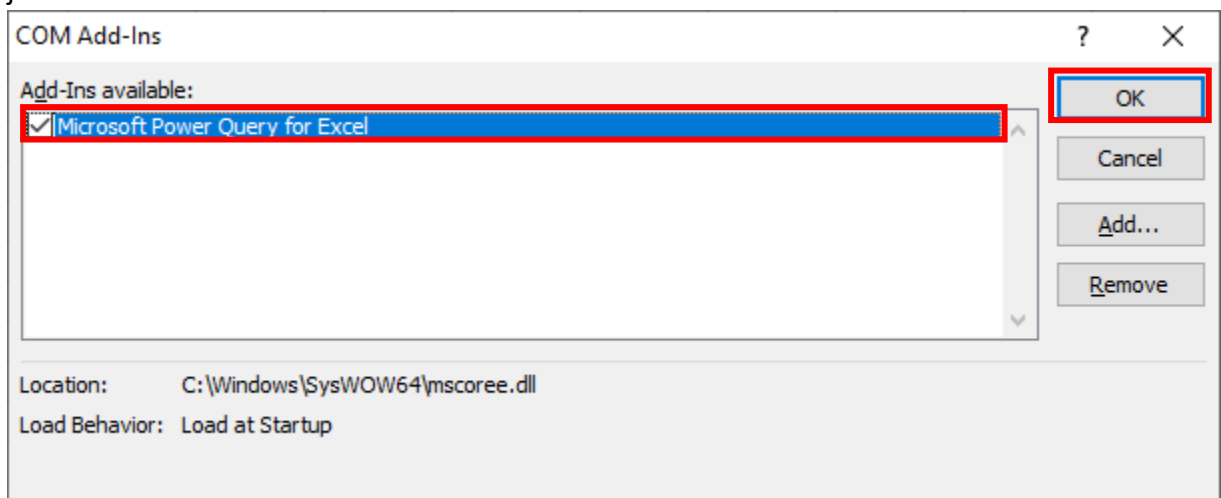 COM Add-Ins ? X
Add-Ins available:
Microsoft Power Query for Excel
OK
Cancel
Add...
Remove
Location: C:\Windows\SysWOW64\mscoree.dll
Load Behavior: Load at Startup